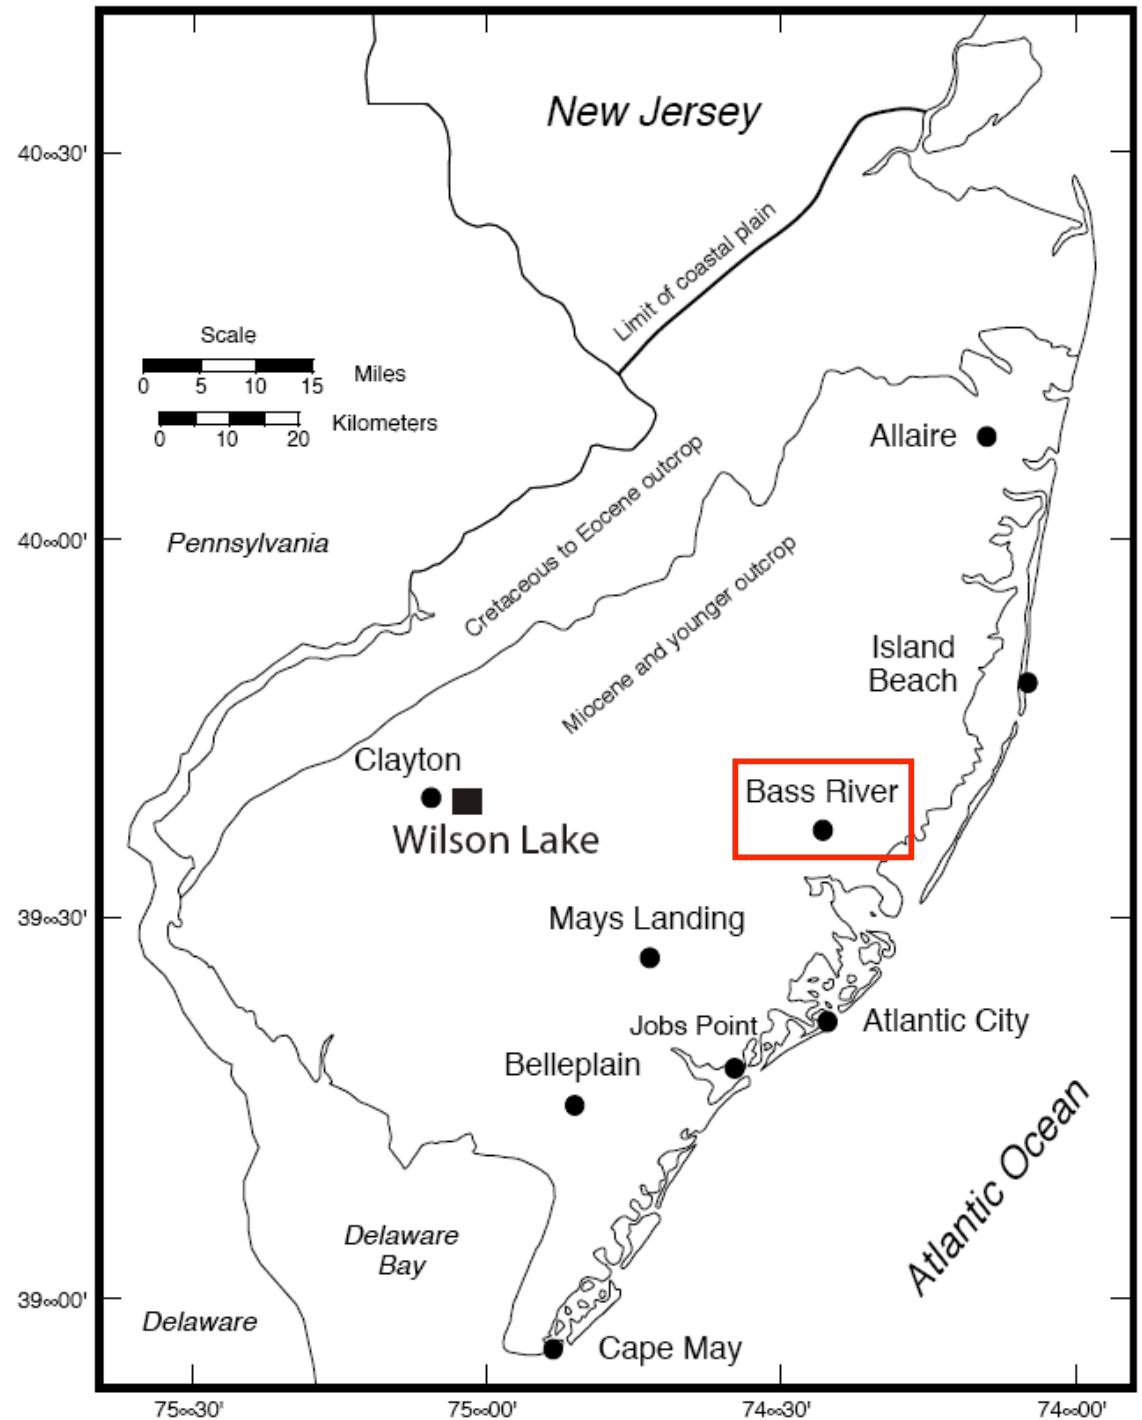 New Jersey
40∞30'
Limit of coastal plain
Scale
0 5 10 15
Miles
0 10 20
Kilometers
Allaire
Cretaceous to Eocene outcrop
40∞00'
Pennsylvania
Miocene and younger outcrop
Island
Beach
Clayton
Bass River
Wilson Lake
39∞30'
Mays Landing
Jobs Point
Atlantic City
Belleplain
Atlantic Ocean
Delaware
Bay
39∞00'
Delaware
Cape May
75∞30' 75∞00' 74∞30' 74∞00'